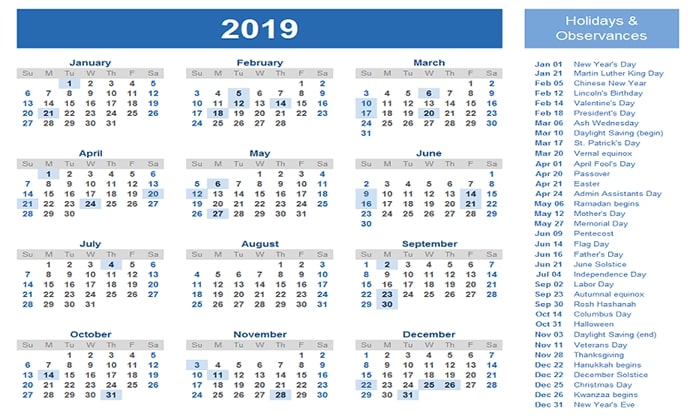 2019
January
Su M Tu W Th F Sa
1 2 3 4 5
6 7 8 9 10 11 12
13 14 15 16 17 18 19
20 21 22 23 24 25 26
27 28 29 30 31
February
Su M Tu W Th F Sa
1 2
3 4 5 6 7 8 9
10 11 12 13 14 15 16
17 18 19 20 21 22 23
24 25 26 27 28
March
Su M Tu W Th F Sa
1 2
3 4 5 6 7 8 9
10 11 12 13 14 15 16
17 18 19 20 21 22 23
24 25 26 27 28 29 30
31
April
Su M Tu W Th F Sa
1 2 3 4 5 6
7 8 9 10 11 12 13
14 15 16 17 18 19 20
21 22 23 24 25 26 27
28 29 30
May
Su M Tu W Th F Sa
1 2 3 4
5 6 7 8 9 10 11
12 13 14 15 16 17 18
19 20 21 22 23 24 25
26 27 28 29 30 31
June
Su M Tu W Th F Sa
1
2 3 4 5 6 7 8
9 10 11 12 13 14 15
16 17 18 19 20 21 22
23 24 25 26 27 28 29
30
July
Su M Tu W Th F Sa
1 2 3 4 5 6
7 8 9 10 11 12 13
14 15 16 17 18 19 20
21 22 23 24 25 26 27
28 29 30 31
August
Su M Tu W Th F Sa
1 2 3
4 5 6 7 8 9 10
11 12 13 14 15 16 17
18 19 20 21 22 23 24
25 26 27 28 29 30 31
September
Su M Tu W Th F Sa
1 2 3 4 5 6 7
8 9 10 11 12 13 14
15 16 17 18 19 20 21
22 23 24 25 26 27 28
29 30
October
Su M Tu W Th F Sa
1 2 3 4 5
6 7 8 9 10 11 12
13 14 15 16 17 18 19
20 21 22 23 24 25 26
27 28 29 30 31
November
Su M Tu W Th F Sa
1 2
3 4 5 6 7 8 9
10 11 12 13 14 15 16
17 18 19 20 21 22 23
24 25 26 27 28 29 30
December
Su M Tu W Th F Sa
1 2 3 4 5 6 7
8 9 10 11 12 13 14
15 16 17 18 19 20 21
22 23 24 25 26 27 28
29 30 31
Holidays &
Observances
Jan 01 New Year's Day
Jan 21 Martin Luther King Day
Feb 05 Chinese New Year
Feb 12 Lincoln's Birthday
Feb 14 Valentine's Day
Feb 18 President's Day
Mar 06 Ash Wednesday
Mar 10 Daylight Saving (begin)
Mar 17 St. Patrick's Day
Mar 20 Vernal equinox
Apr 01 April Fool's Day
Apr 20 Passover
Apr 21 Easter
Apr 24 Admin Assistants Day
May 06 Ramadan begins
May 12 Mother's Day
May 27 Memorial Day
Jun 09 Pentecost
Jun 14 Flag Day
Jun 16 Father's Day
Jun 21 June Solstice
Jul 04 Independence Day
Sep 02 Labor Day
Sep 23 Autumnal equinox
Sep 30 Rosh Hashanah
Oct 14 Columbus Day
Oct 31 Halloween
Nov 03 Daylight Saving (end)
Nov 11 Veterans Day
Nov 28 Thanksgiving
Dec 22 Hanukkah begins
Dec 22 December Solstice
Dec 25 Christmas Day
Dec 26 Kwanzaa begins
Dec 31 New Year's Eve